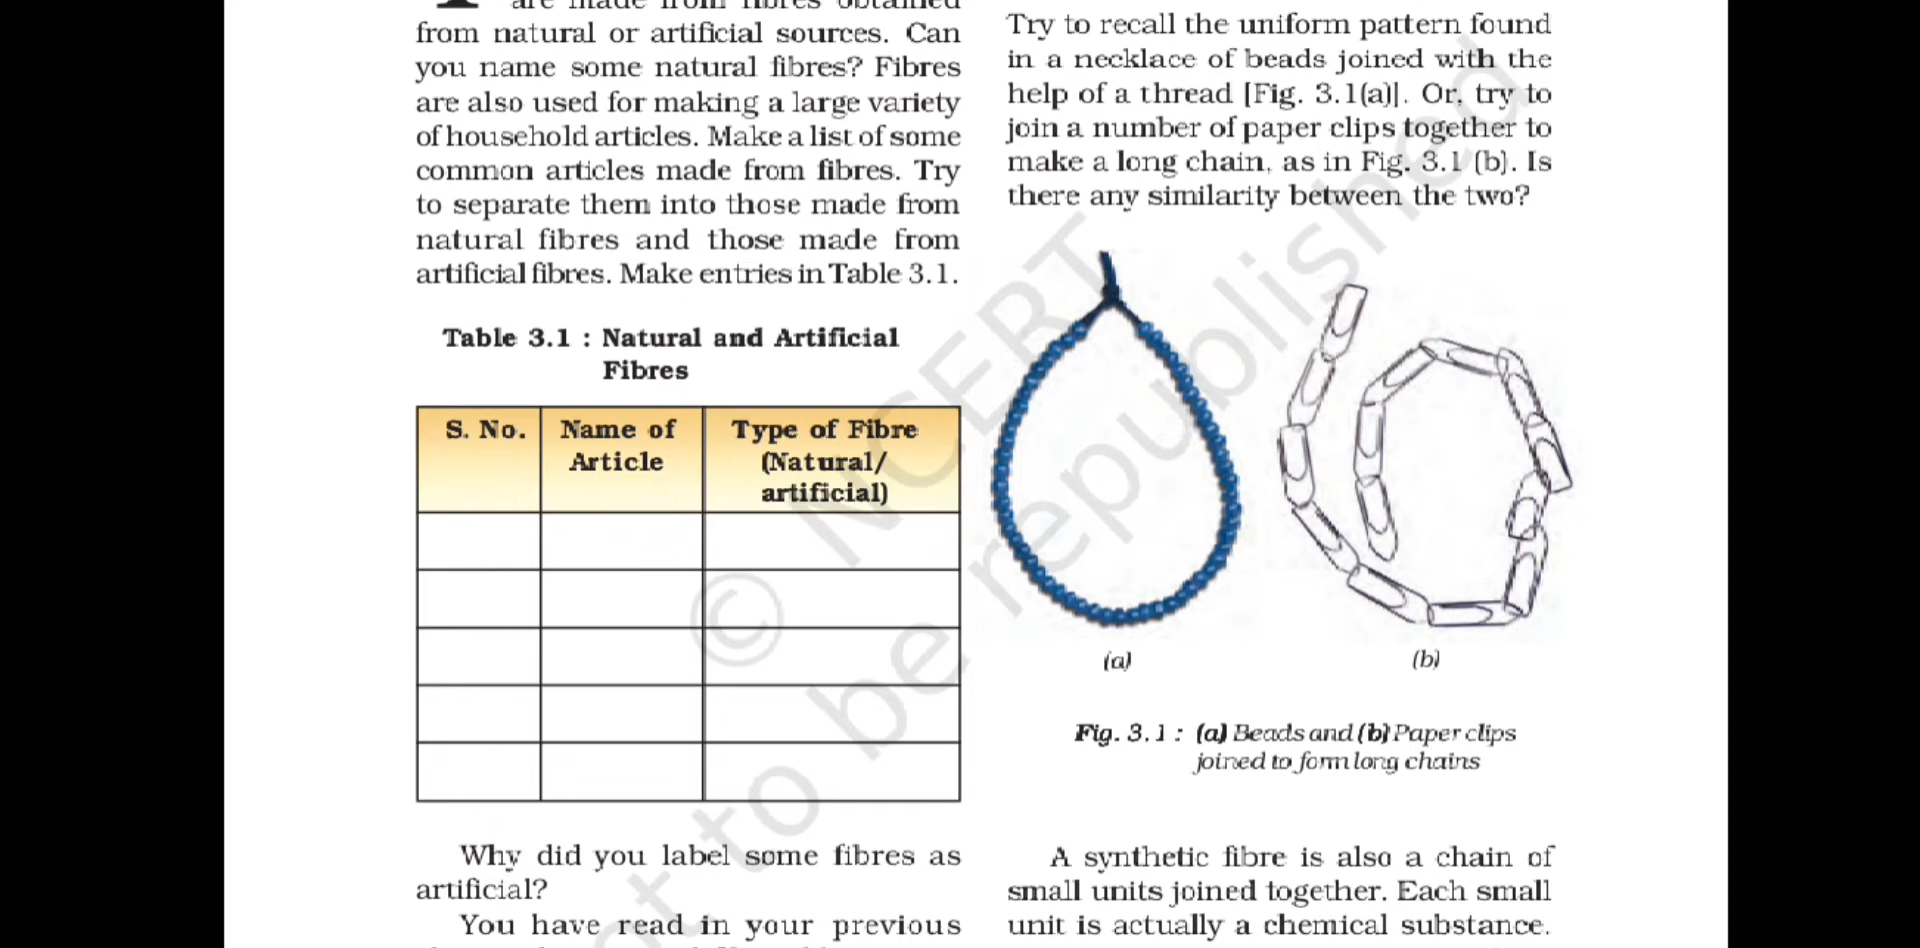 are made from fibres obtained
from natural or artificial sources. Can
you name some natural fibres? Fibres
are also used for making a large variety
of household articles. Make a list of some
common articles made from fibres. Try
to separate them into those made from
natural fibres and those made from
artificial fibres. Make entries in Table 3.1.
Table 3.1 : Natural and Artificial
Fibres
S. No.
Name of
Article
Type of Fibre
(Natural/
artificial)
Why did you label some fibres as
artificial?
You have read in your previous
Try to recall the uniform pattern found
in a necklace of beads joined with the
help of a thread [Fig. 3.1(a)]. Or, try to
join a number of paper clips together to
make a long chain, as in Fig. 3.1 (b). Is
there any similarity between the two?
(a)
(b)
Fig. 3.1 : (a) Beads and (b) Paper clips
joined to form long chains
A synthetic fibre is also a chain of
small units joined together. Each small
unit is actually a chemical substance.
© NCERT
not to be republished